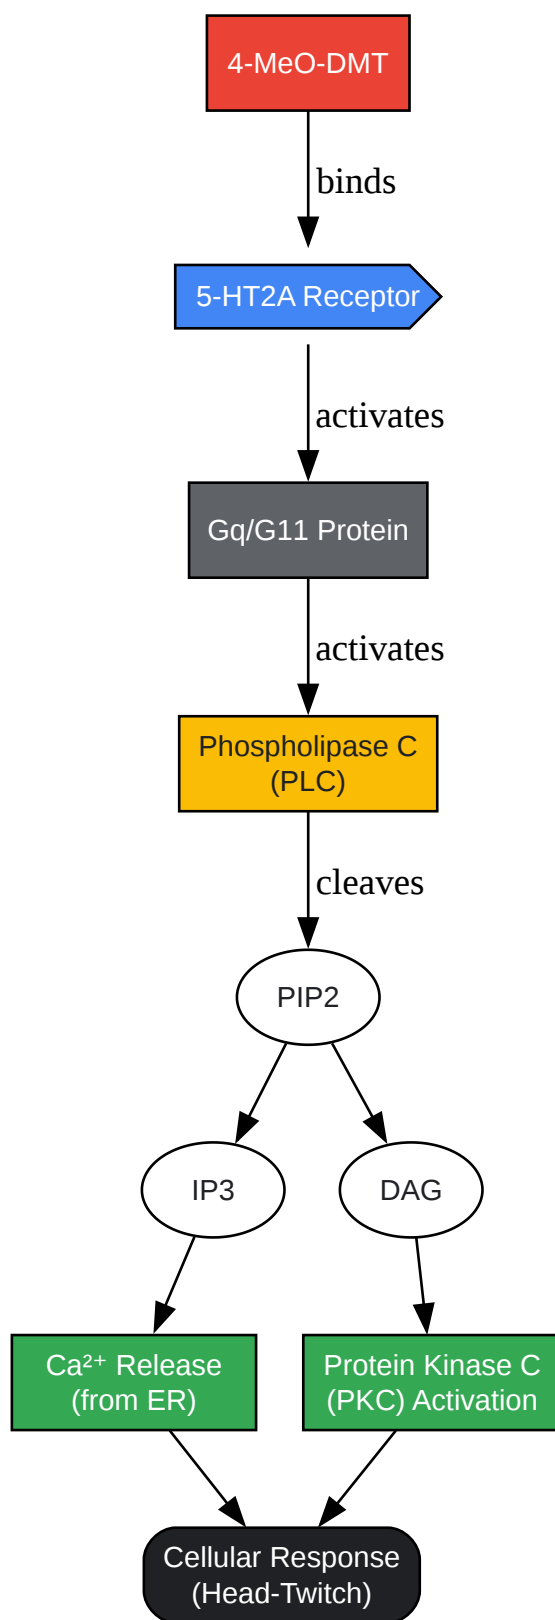 4-MeO-DMT
binds
5-HT2A Receptor
activates
Gq/G11 Protein
activates
Phospholipase C
(PLC)
cleaves
PIP2
IP3
DAG
Ca²⁺ Release
(from ER)
Protein Kinase C
(PKC) Activation
Cellular Response
(Head-Twitch)